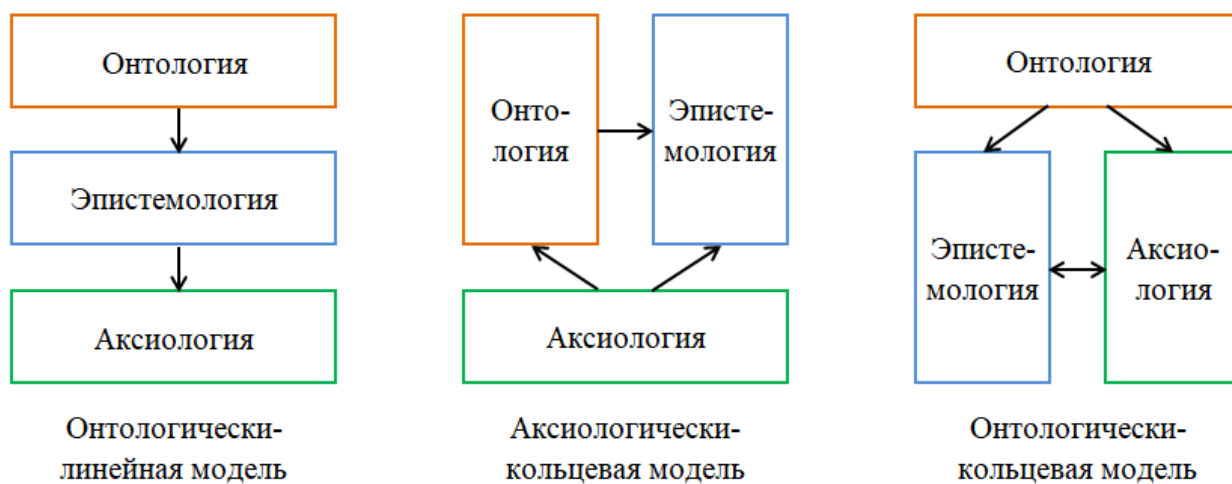 Онтология
Эпистемология
Аксиология
Онтологически-
линейная модель
Онто-
логия
Эписте-
мология
Аксиология
Аксиологически-
кольцевая модель
Онтология
Эписте-
мология
Аксио-
логия
Онтологически-
кольцевая модель